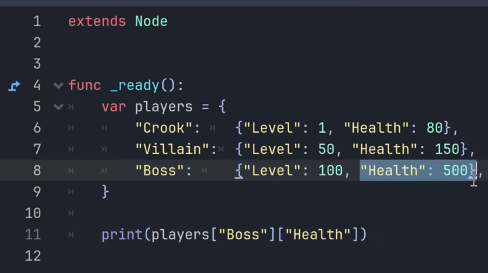 1 extends Node
2
3
4 func _ready():
5 var players = {
6 "Crook": {"Level": 1, "Health": 80},
7 "Villain": {"Level": 50, "Health": 150},
8 "Boss": {"Level": 100, "Health": 500},
9 }
10
11 print(players["Boss"]["Health"])
12